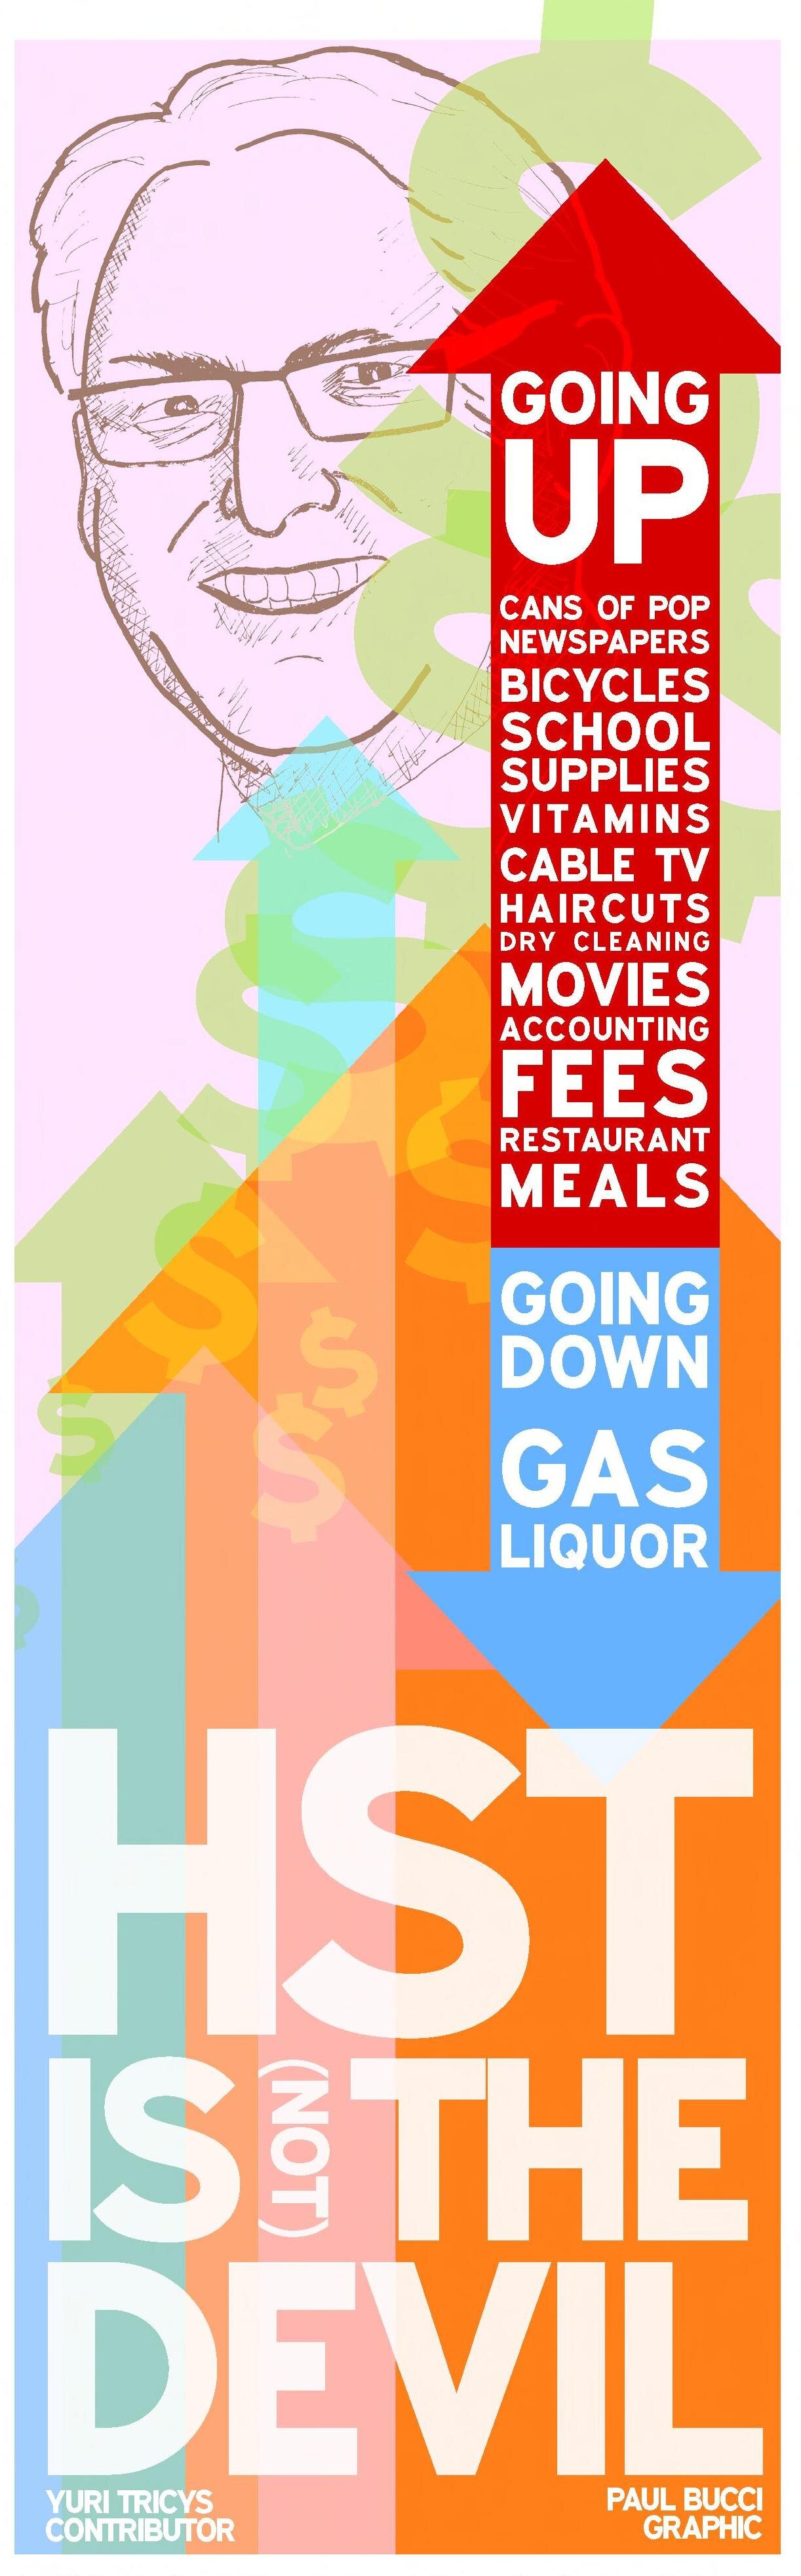 GOING
UP
CANS OF POP
NEWSPAPERS
BICYCLES
SCHOOL
SUPPLIES
VITAMINS
CABLE TV
HAIRCUTS
DRY CLEANING
MOVIES
ACCOUNTING
FEES
RESTAURANT
MEALS
GOING
DOWN
GAS
LIQUOR
HST
IS (NOT) THE
DEVIL
YURI TRICYS
CONTRIBUTOR
PAUL BUCCI
GRAPHIC